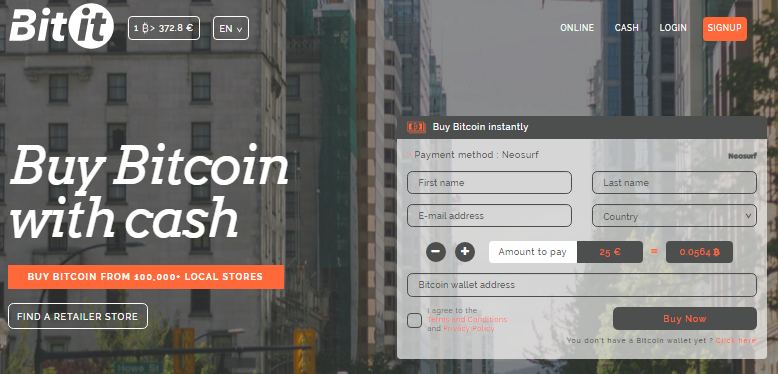 Bitit
1 ₿> 372.8 €
EN
ONLINE
CASH
LOGIN
SIGNUP
Buy Bitcoin
with cash
BUY BITCOIN FROM 100,000+ LOCAL STORES
FIND A RETAILER STORE
Howe St
Buy Bitcoin instantly
Payment method : Neosurf
Neosurf
First name
Last name
E-mail address
Country
Amount to pay
25 €
=
0.0564 ₿
Bitcoin wallet address
I agree to the
Terms and Conditions
and Privacy Policy
Buy Now
You don't have a Bitcoin wallet yet ? Click here